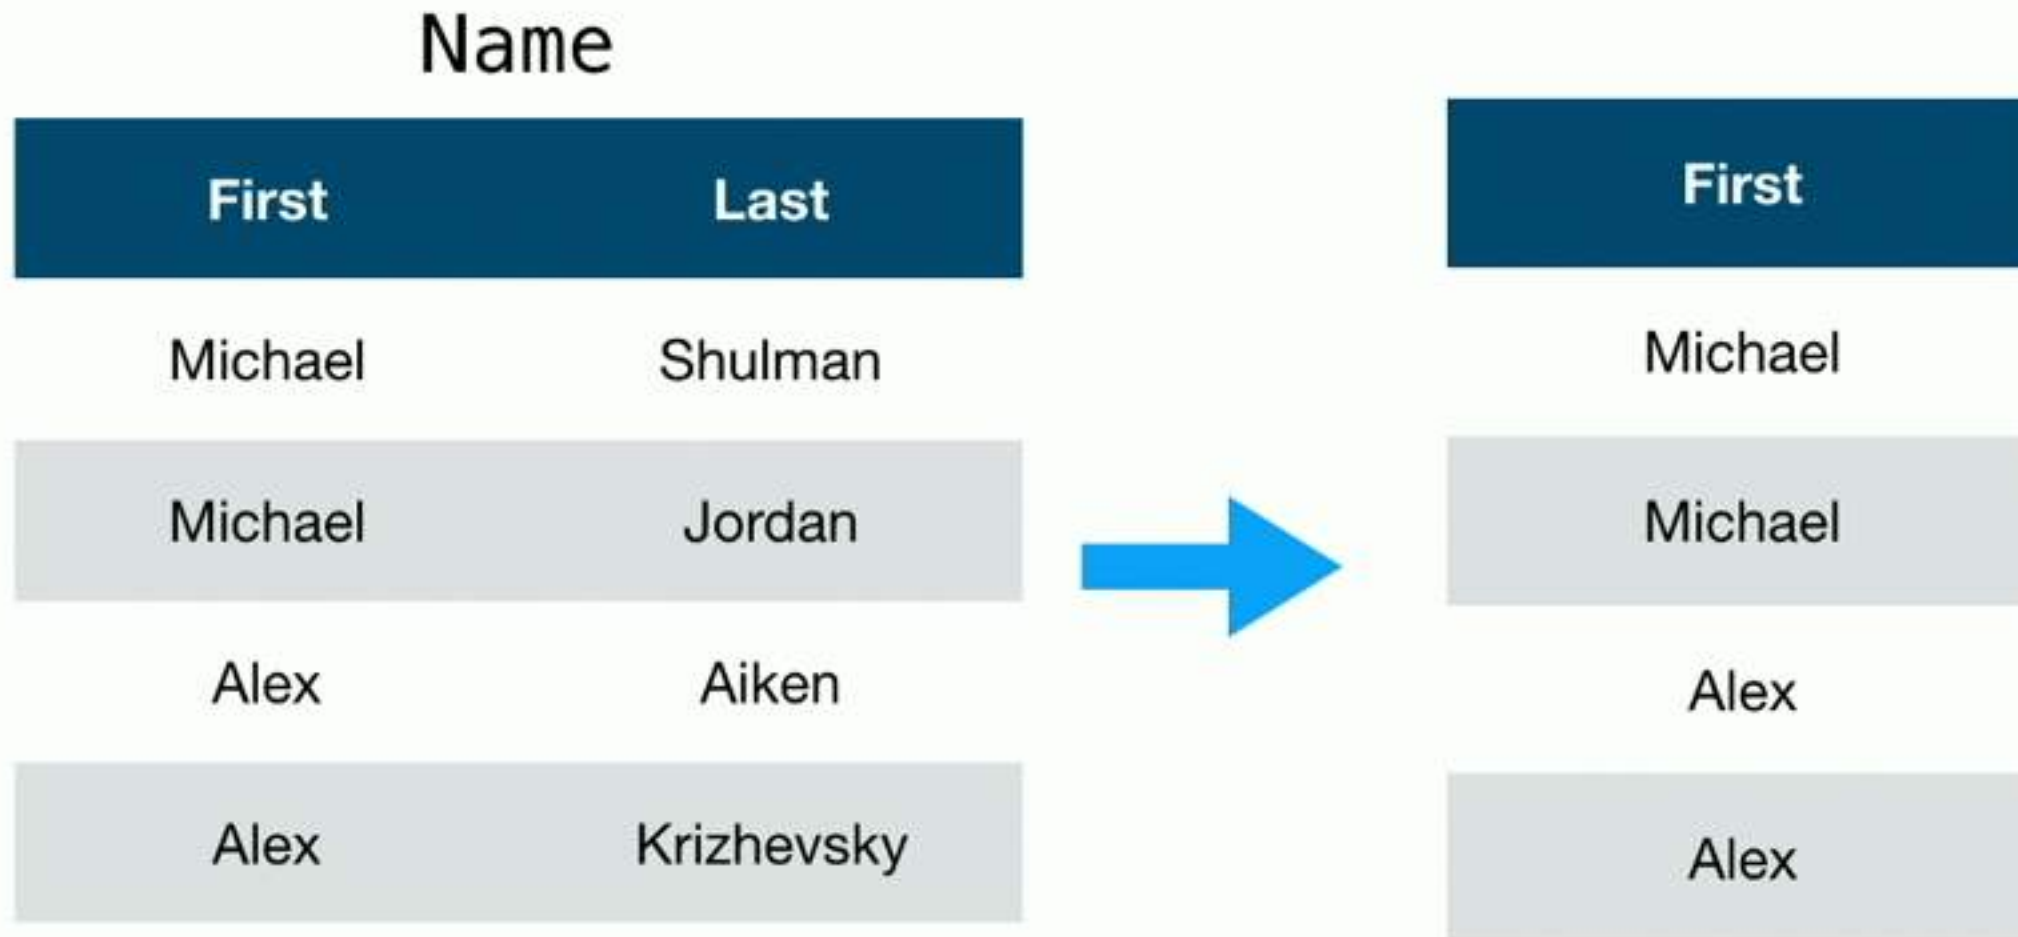 Name
First Last
Michael Shulman
Michael Jordan
Alex Aiken
Alex Krizhevsky
First
Michael
Michael
Alex
Alex